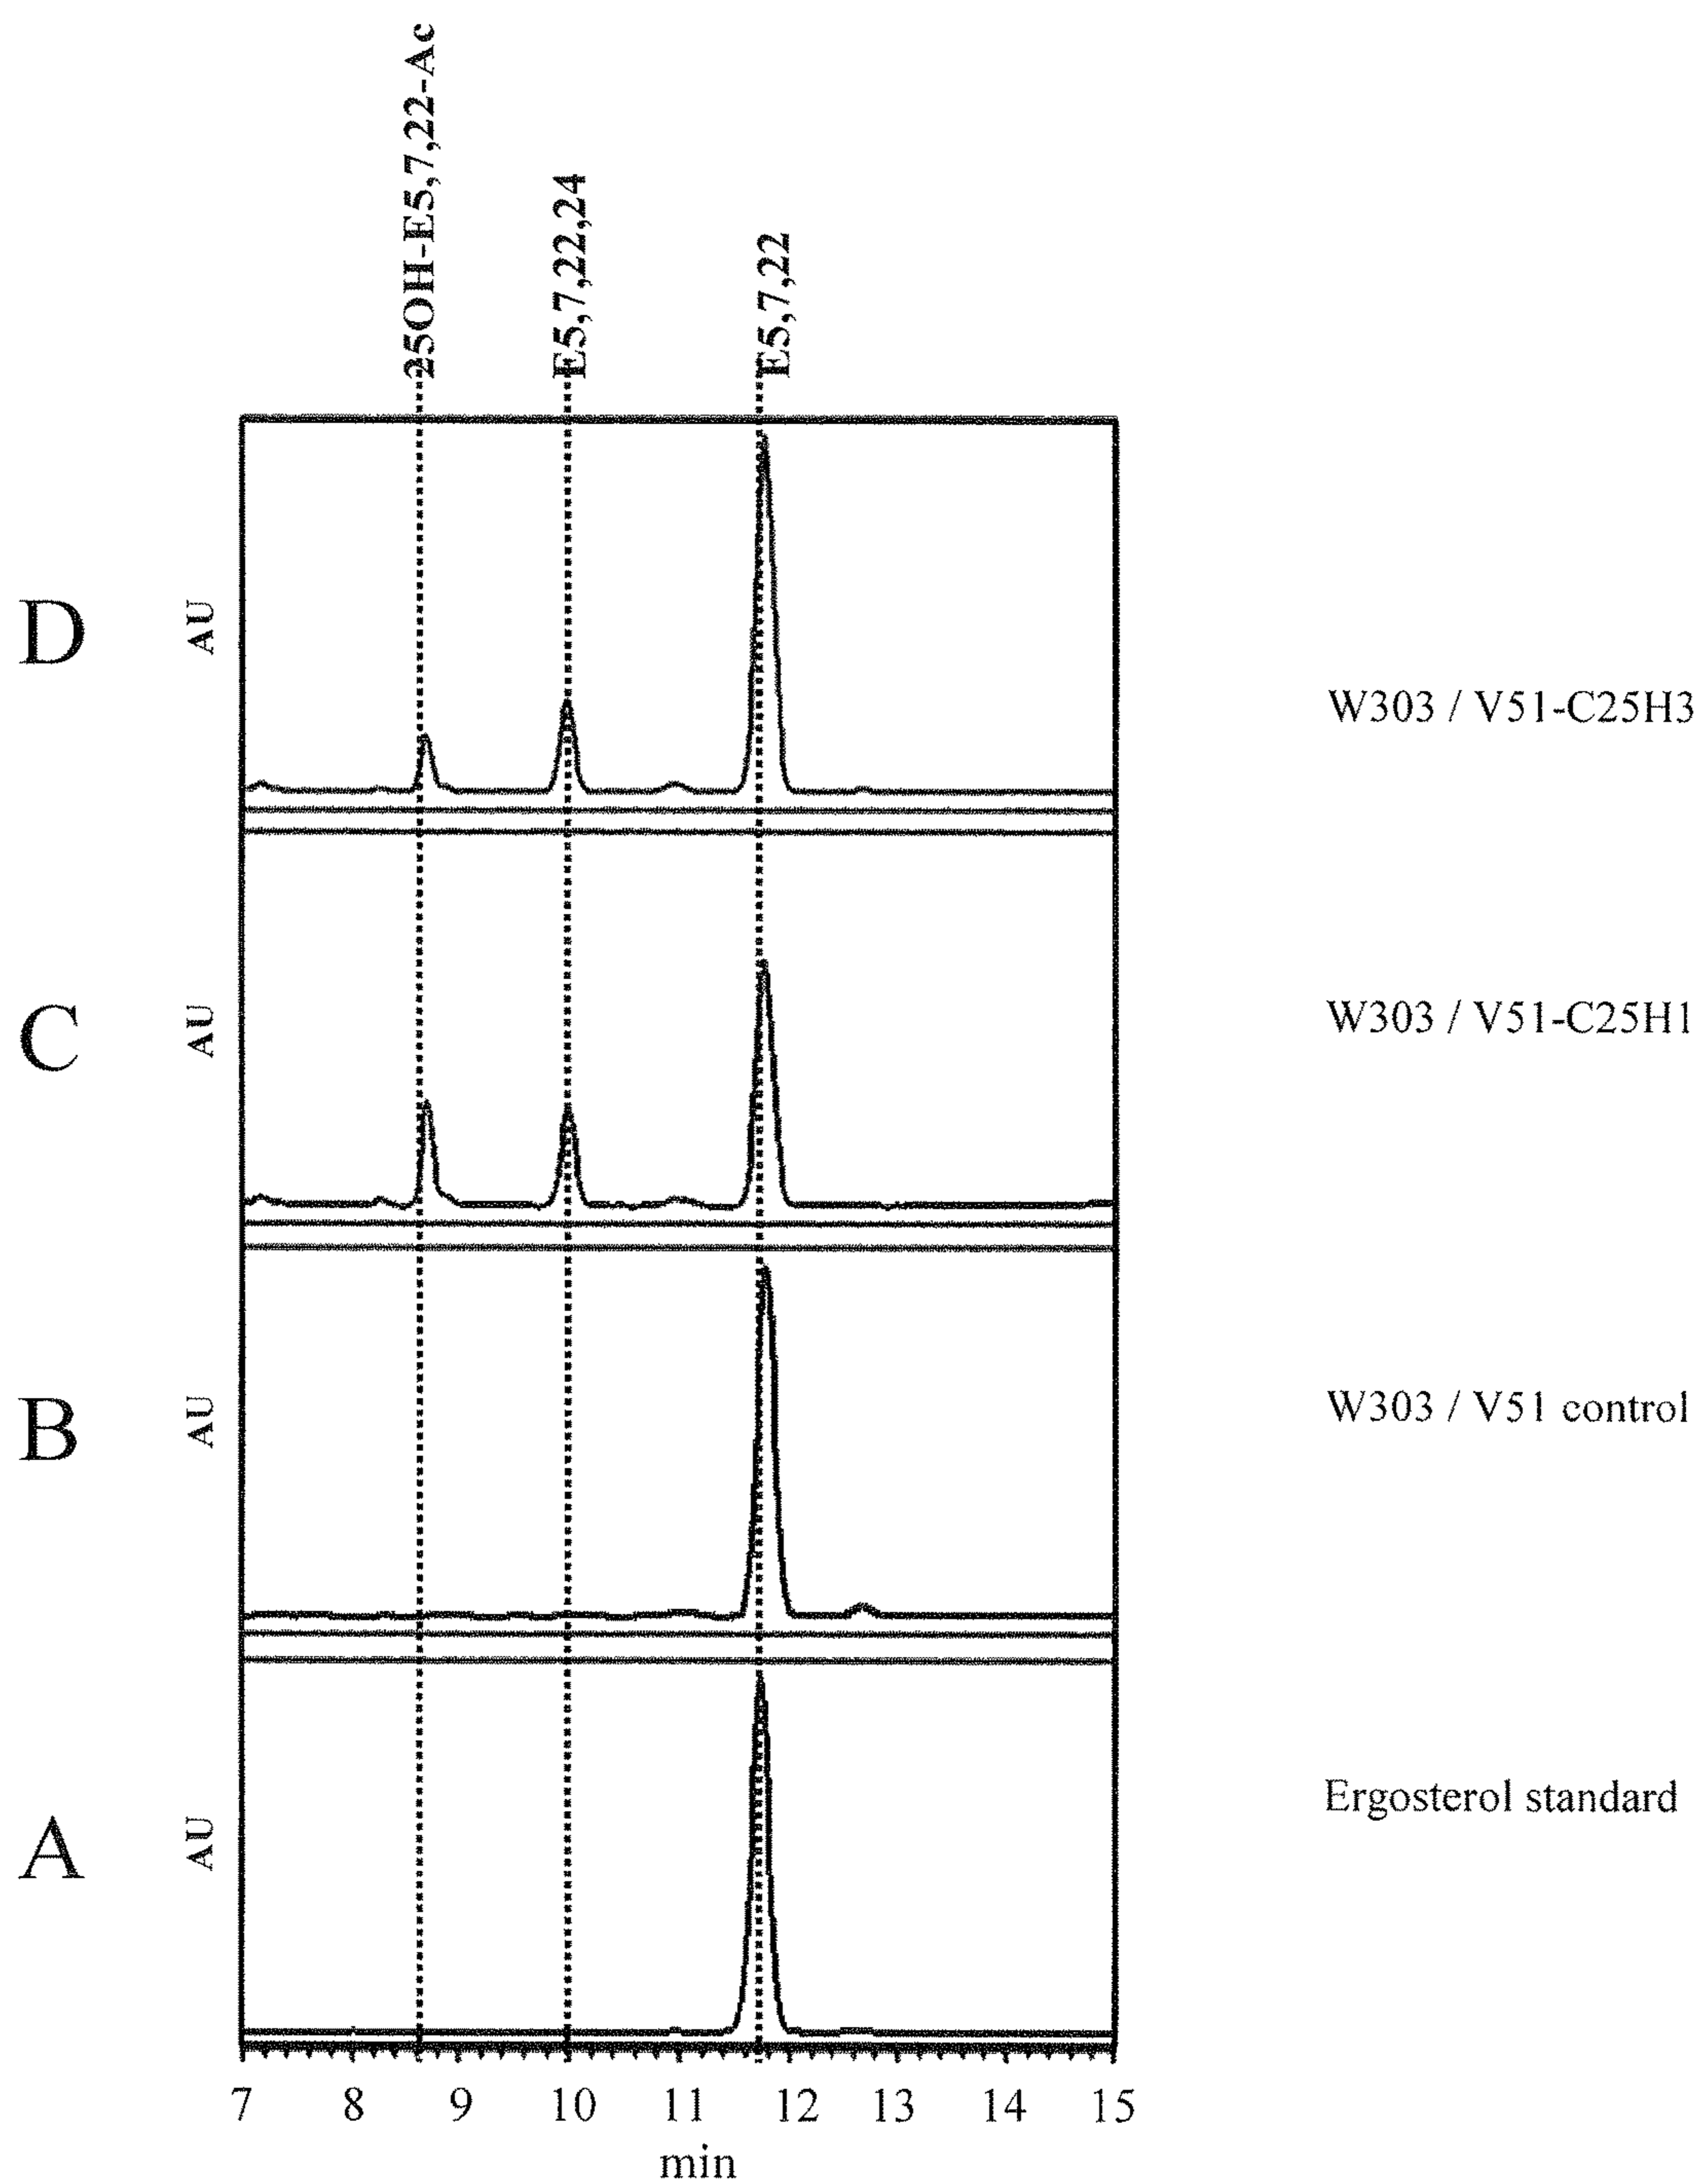 25OH-E5,7,22-Ac
E5,7,22,24
E5,7,22
D
AU
W303 / V51-C25H3
C
AU
W303 / V51-C25H1
B
AU
W303 / V51 control
A
AU
Ergosterol standard
7 8 9 10 11 12 13 14 15
min